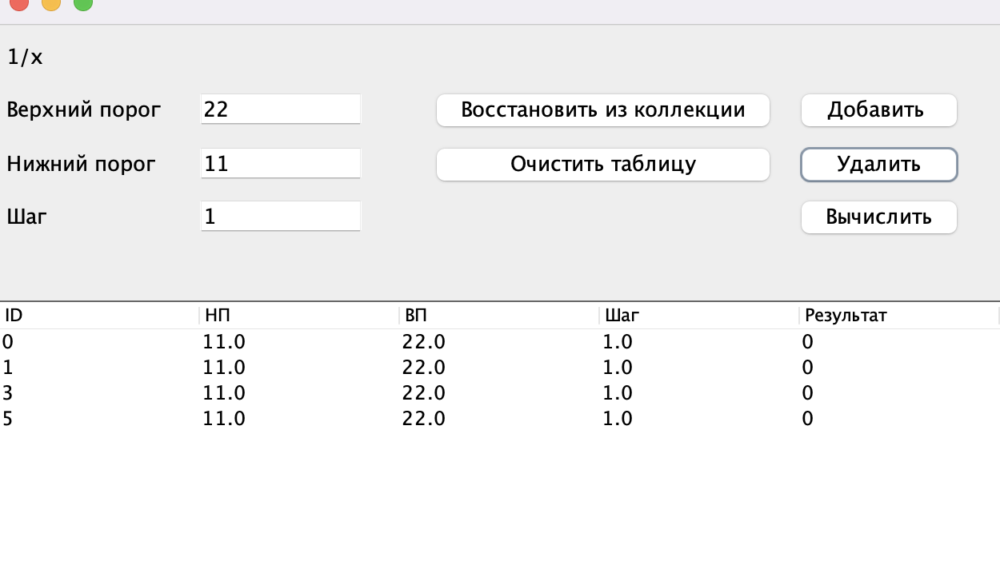 1/x
Верхний порог 22 Восстановить из коллекции Добавить
Нижний порог 11 Очистить таблицу Удалить
Шаг 1 Вычислить
ID НП ВП Шаг Результат
0 11.0 22.0 1.0 0
1 11.0 22.0 1.0 0
3 11.0 22.0 1.0 0
5 11.0 22.0 1.0 0